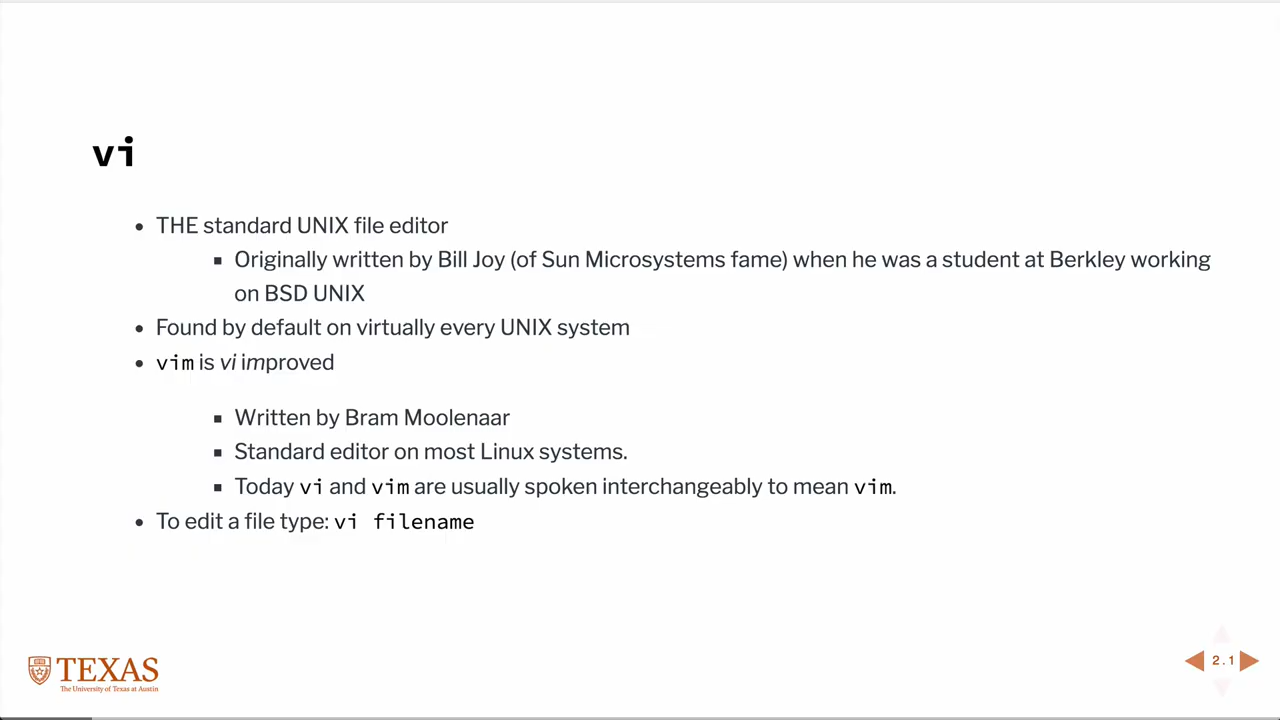 vi
• THE standard UNIX file editor
▪ Originally written by Bill Joy (of Sun Microsystems fame) when he was a student at Berkley working
on BSD UNIX
• Found by default on virtually every UNIX system
• vim is vi improved
▪ Written by Bram Moolenaar
▪ Standard editor on most Linux systems.
▪ Today vi and vim are usually spoken interchangeably to mean vim.
• To edit a file type: vi filename
TEXAS
The University of Texas at Austin
2.1